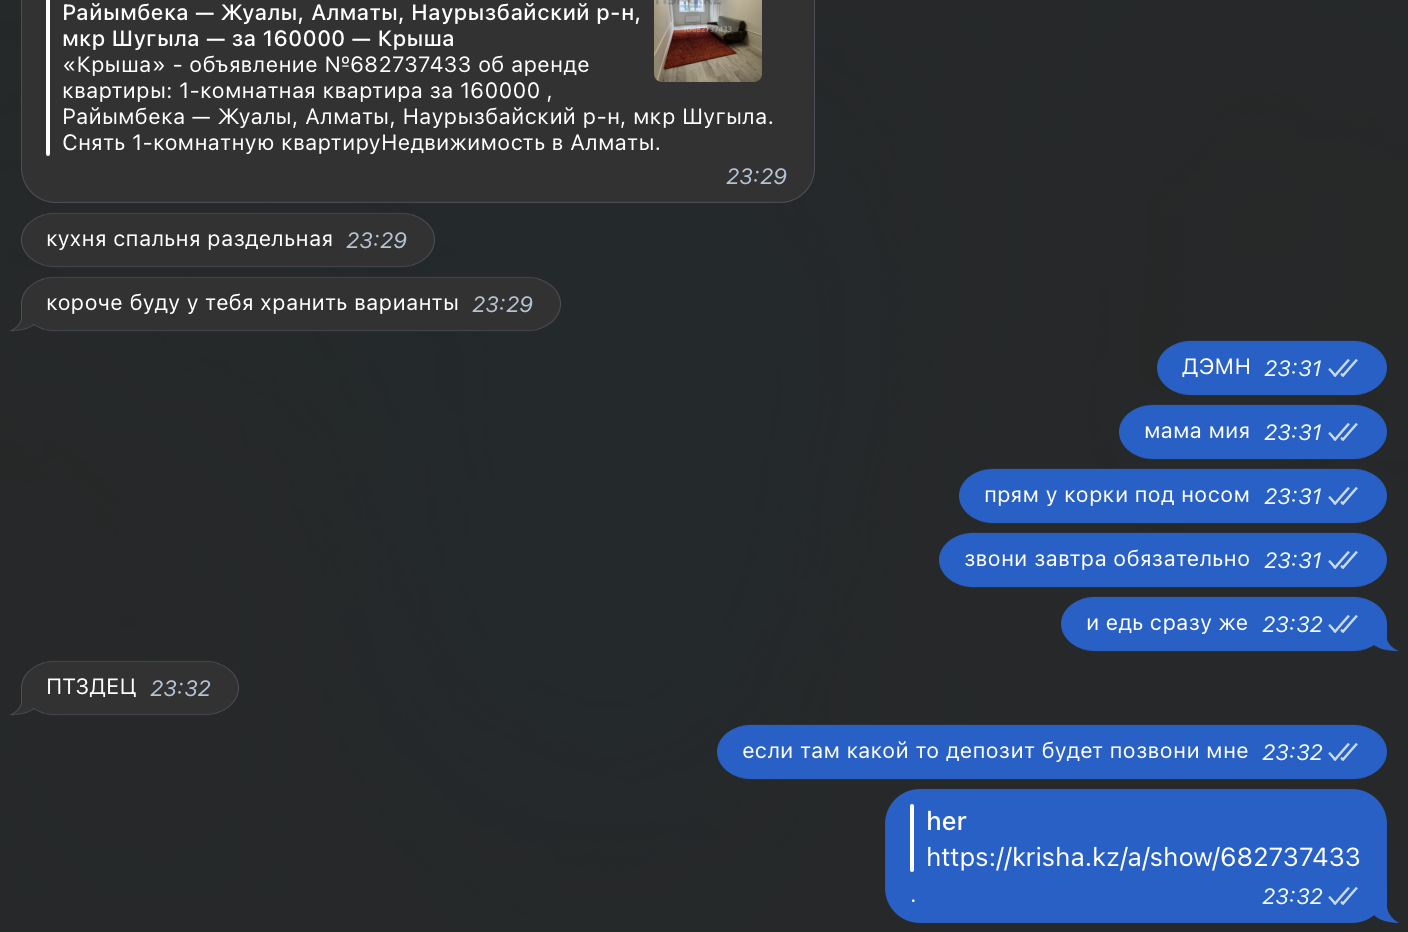 Райымбека — Жуалы, Алматы, Наурызбайский р-н,
мкр Шугыла — за 160000 — Крыша
«Крыша» - объявление №682737433 об аренде
квартиры: 1-комнатная квартира за 160000 ,
Райымбека — Жуалы, Алматы, Наурызбайский р-н, мкр Шугыла.
Снять 1-комнатную квартируНедвижимость в Алматы.
23:29
кухня спальня раздельная 23:29
короче буду у тебя хранить варианты 23:29
ДЭМН 23:31
мама мия 23:31
прям у корки под носом 23:31
звони завтра обязательно 23:31
и едь сразу же 23:32
ПТЗДЕЦ 23:32
если там какой то депозит будет позвони мне 23:32
her
https://krisha.kz/a/show/682737433
. 23:32